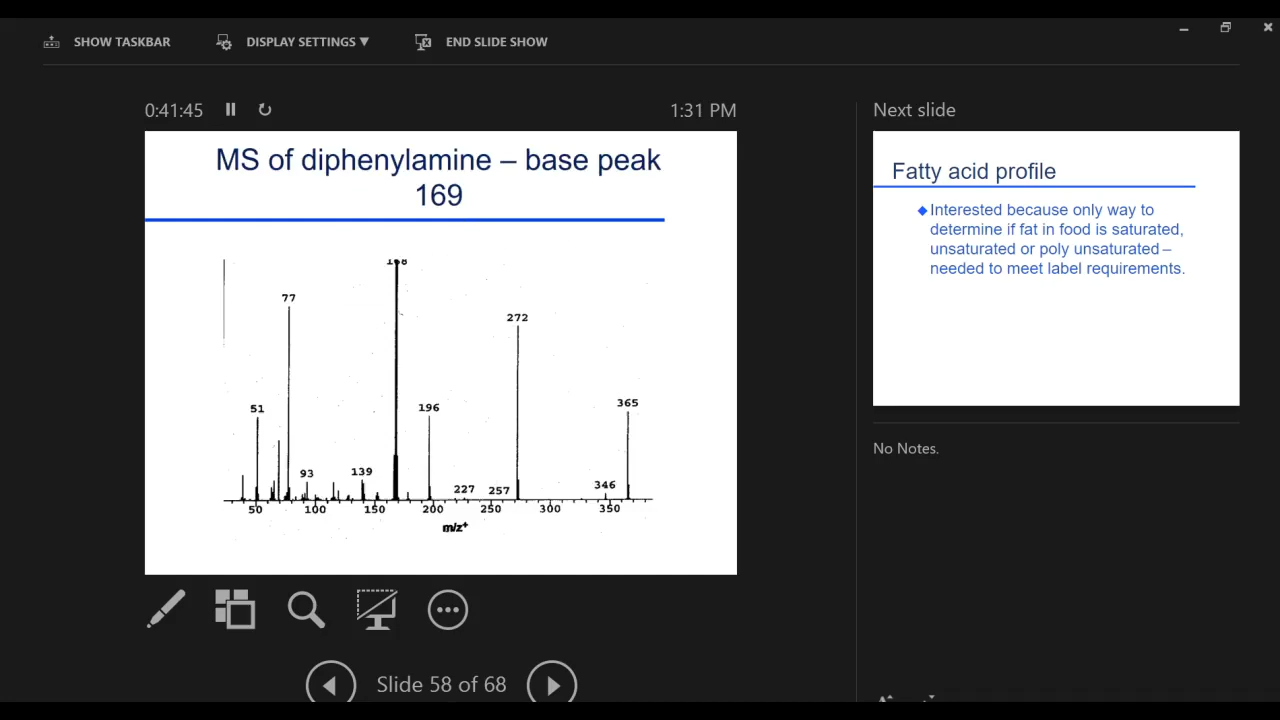 SHOW TASKBAR
DISPLAY SETTINGS ▼
END SLIDE SHOW
0:41:45
1:31 PM
MS of diphenylamine – base peak
169
168
77
272
51
196
365
93
139
227
257
346
50
100
150
200
250
300
350
m/z⁺
Slide 58 of 68
Next slide
Fatty acid profile
Interested because only way to
determine if fat in food is saturated,
unsaturated or poly unsaturated –
needed to meet label requirements.
No Notes.